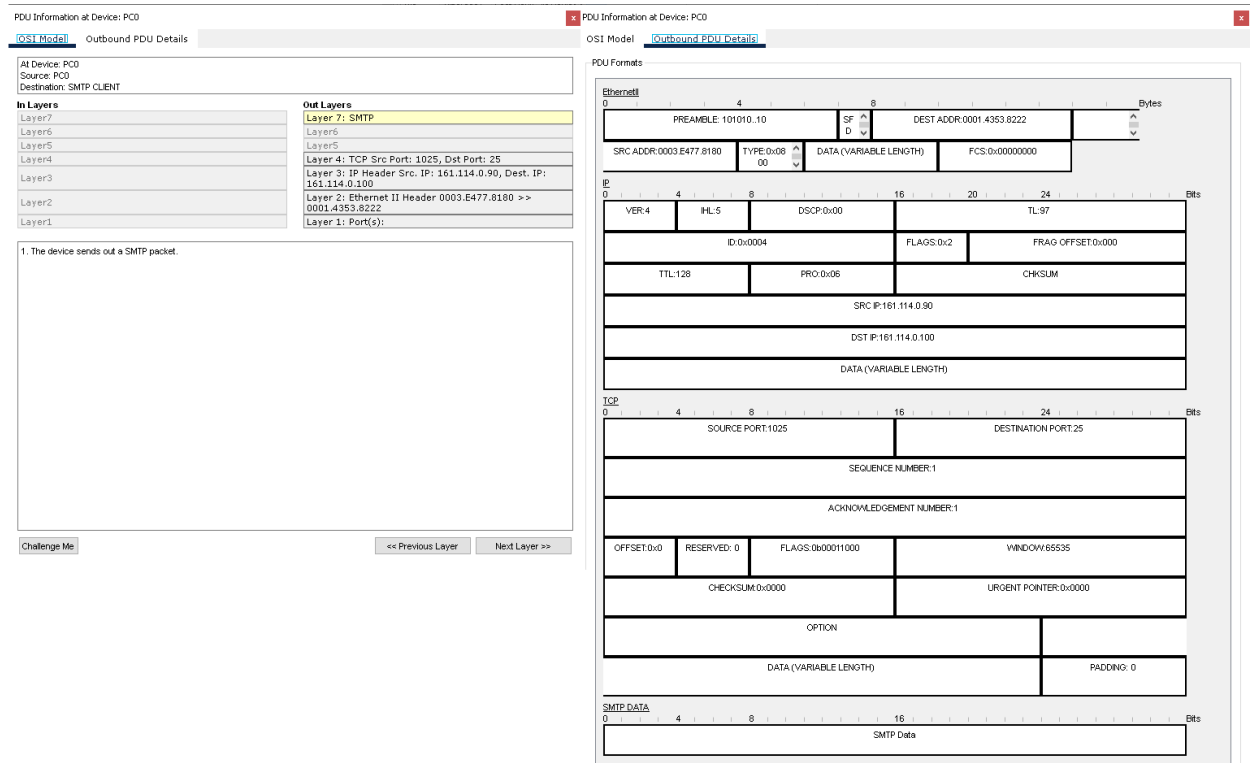 PDU Information at Device: PC0
x
OSI Model Outbound PDU Details
At Device: PC0
Source: PC0
Destination: SMTP CLIENT
In Layers
Layer7
Layer6
Layer5
Layer4
Layer3
Layer2
Layer1
Out Layers
Layer 7: SMTP
Layer6
Layer5
Layer 4: TCP Src Port: 1025, Dst Port: 25
Layer 3: IP Header Src. IP: 161.114.0.90, Dest. IP:
161.114.0.100
Layer 2: Ethernet II Header 0003.E477.8180 >>
0001.4353.8222
Layer 1: Port(s):
1. The device sends out a SMTP packet.
Challenge Me << Previous Layer Next Layer >>
PDU Information at Device: PC0
x
OSI Model Outbound PDU Details
PDU Formats
EthernetII
0 4 8 Bytes
PREAMBLE: 101010..10 SF DEST ADDR:0001.4353.8222
D
SRC ADDR:0003.E477.8180 TYPE:0x08 DATA (VARIABLE LENGTH) FCS:0x00000000
00
IP
0 4 8 16 20 24 Bits
VER:4 IHL:5 DSCP:0x00 TL:97
ID:0x0004 FLAGS:0x2 FRAG OFFSET:0x000
TTL:128 PRO:0x06 CHKSUM
SRC IP:161.114.0.90
DST IP:161.114.0.100
DATA (VARIABLE LENGTH)
TCP
0 4 8 16 24 Bits
SOURCE PORT:1025 DESTINATION PORT:25
SEQUENCE NUMBER:1
ACKNOWLEDGEMENT NUMBER:1
OFFSET:0x0 RESERVED: 0 FLAGS:0b00011000 WINDOW:65535
CHECKSUM:0x0000 URGENT POINTER:0x0000
OPTION
DATA (VARIABLE LENGTH) PADDING: 0
SMTP DATA
0 4 8 16 Bits
SMTP Data